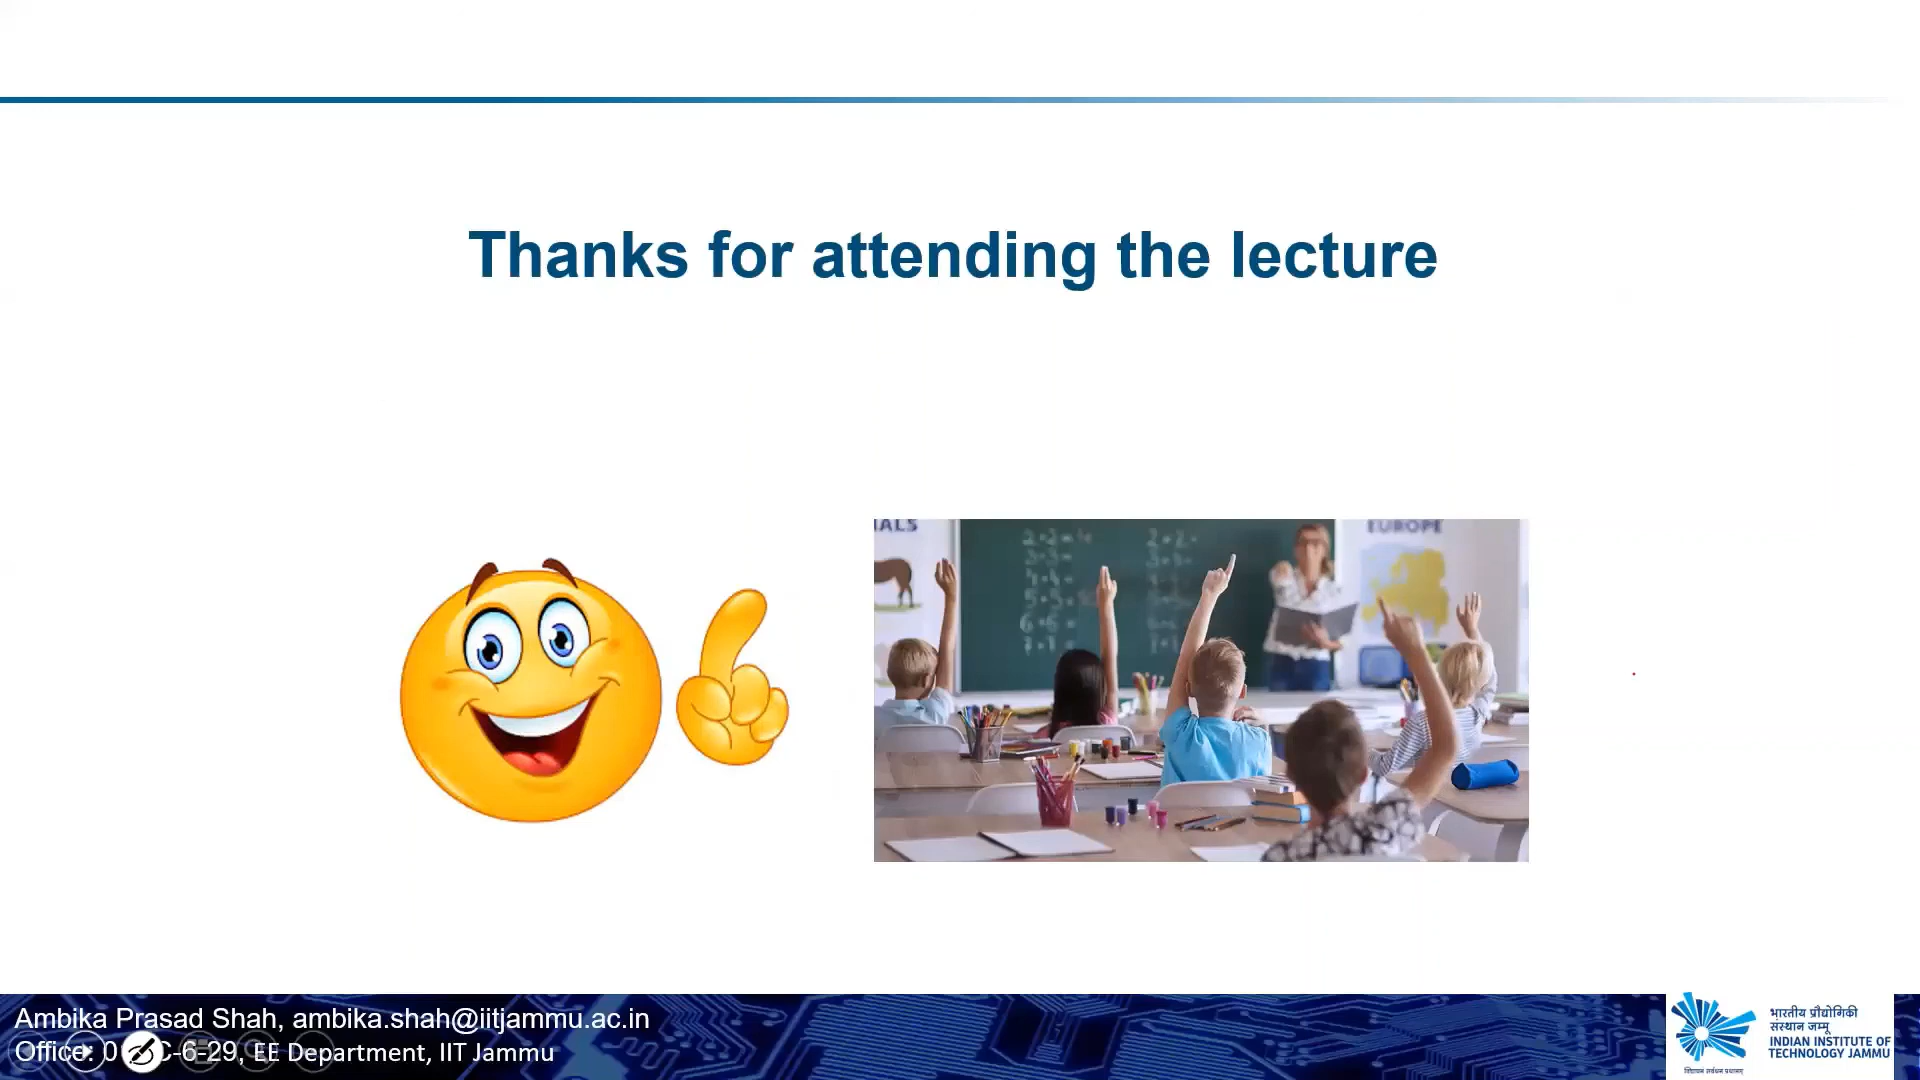 Thanks for attending the lecture
EUROPE
Ambika Prasad Shah, ambika.shah@iitjammu.ac.in
Office: 0 C-6-29, EE Department, IIT Jammu
भारतीय प्रौद्योगिकी
संस्थान जम्मू
INDIAN INSTITUTE OF
TECHNOLOGY JAMMU